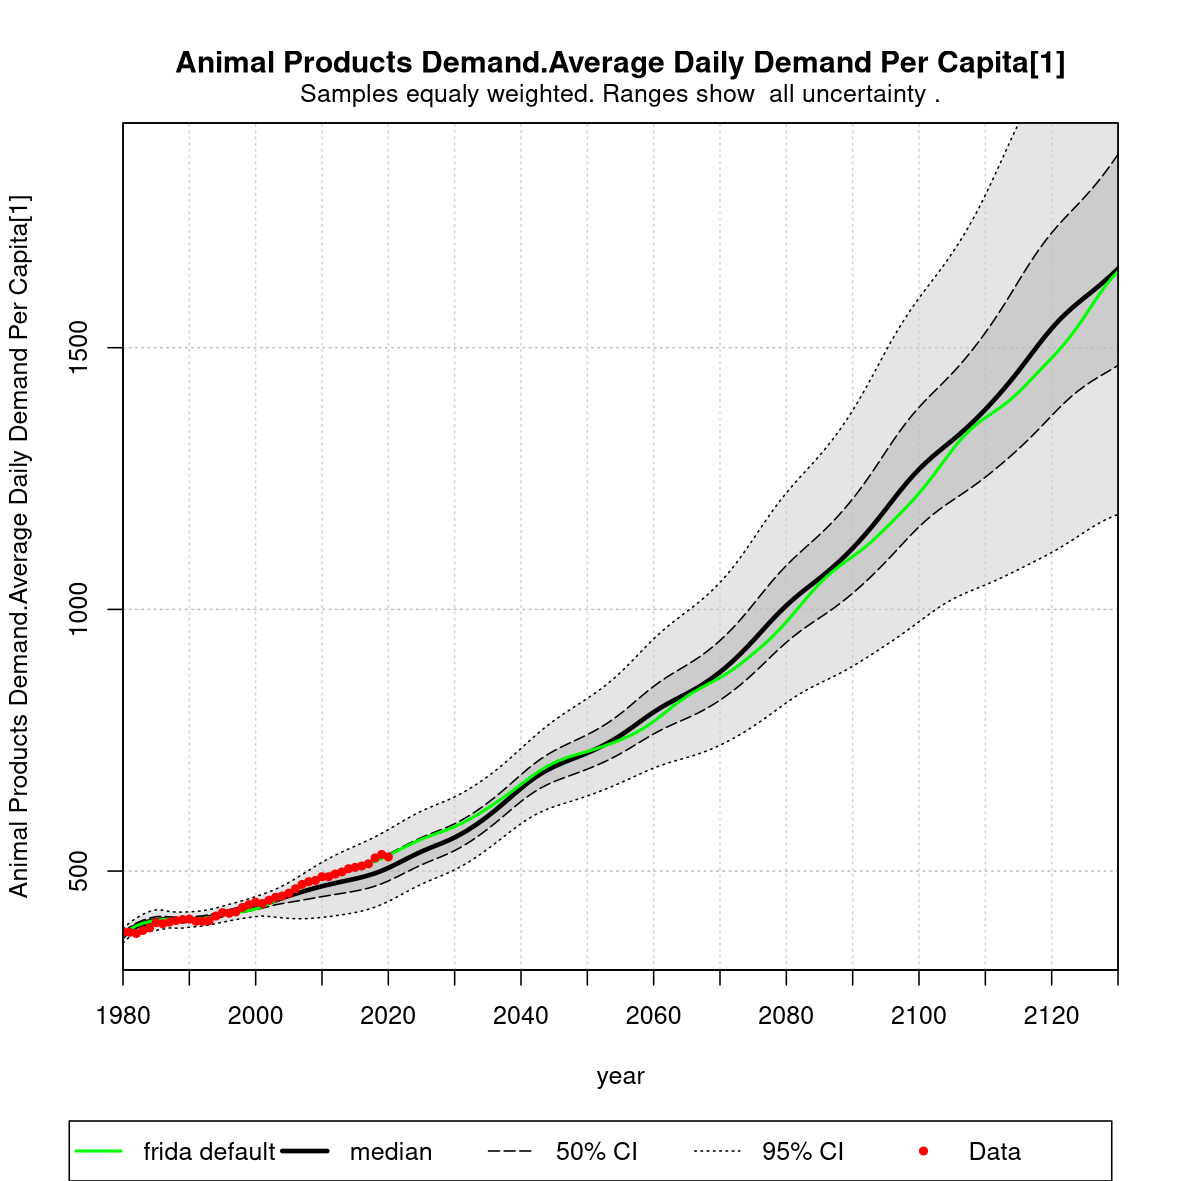 Animal Products Demand.Average Daily Demand Per Capita[1]
Samples equaly weighted. Ranges show  all uncertainty .
Animal Products Demand.Average Daily Demand Per Capita[1]
1500
1000
500
1980 2000 2020 2040 2060 2080 2100 2120
year
frida default median 50% CI 95% CI Data